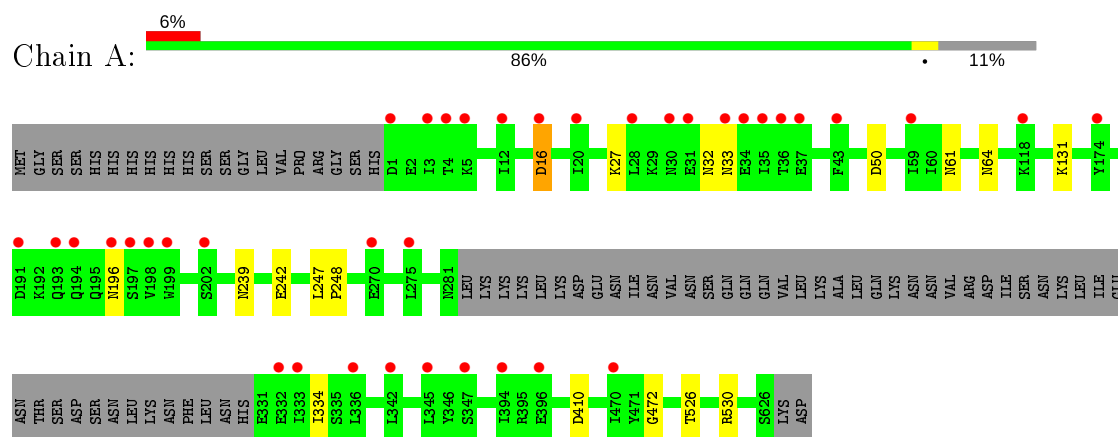 6%
Chain A:
86%
•
11%
MET GLY SER SER HIS HIS HIS HIS HIS HIS SER SER GLY LEU VAL PRO ARG GLY SER HIS D1 E2 I3 T4 K5 I12 D16 I20 K27 L28 K29 N30 E31 N32 N33 E34 I35 T36 E37 F43 D50 I59 I60 N61 N64 K118 K131 Y174
D191 K192 Q193 Q194 Q195 N196 S197 V198 W199 S202 N239 E242 L247 P248 E270 L275 N281 LEU LYS LYS LYS LEU LYS ASP GLU ASN ILE ASN VAL ASN SER GLN GLN GLN VAL LEU LYS ALA LEU GLN LYS ASN ASN VAL ARG ASP ILE SER ASN LYS LEU ILE GLU
ASN THR SER ASP SER ASN LEU LYS ASN PHE LEU ASN HIS E331 E332 I333 I334 S335 L336 L342 L345 Y346 S347 I394 R395 E396 D410 I470 Y471 G472 T526 R530 S626 LYS ASP